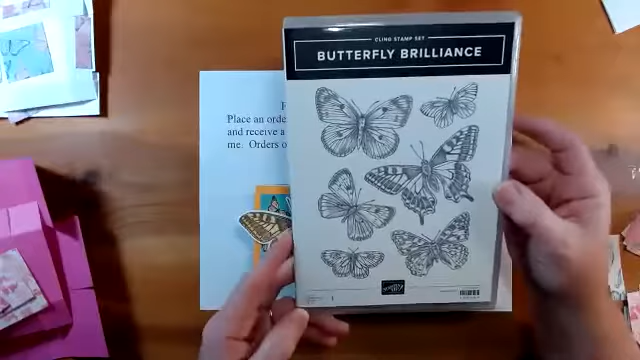 CLING STAMP SET
BUTTERFLY BRILLIANCE
Place an orde
and receive a
me. Orders o